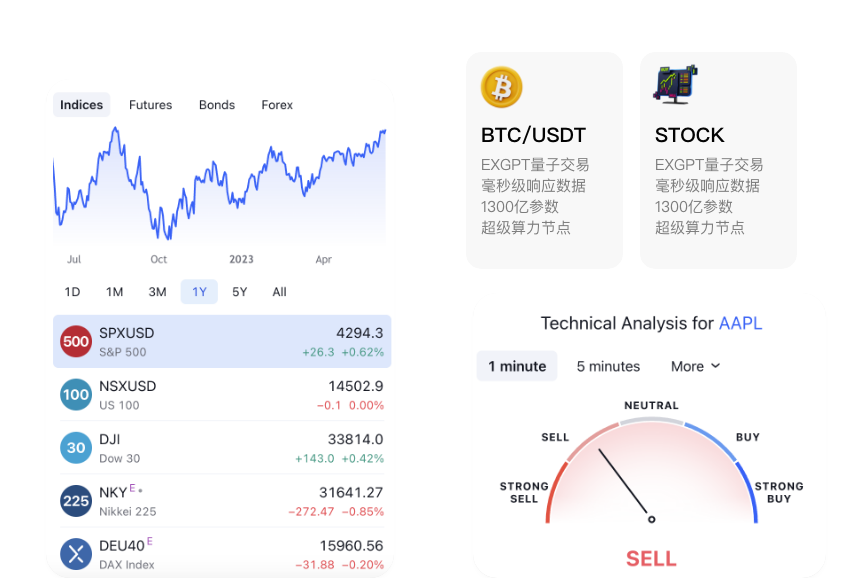 Indices Futures Bonds Forex
Jul Oct 2023 Apr
1D 1M 3M 1Y 5Y All
500 SPXUSD 4294.3
S&P 500 +26.3 +0.62%
100 NSXUSD 14502.9
US 100 −0.1 0.00%
30 DJI 33814.0
Dow 30 +143.0 +0.42%
225 NKY E 31641.27
Nikkei 225 −272.47 −0.85%
DEU40 E 15960.56
DAX Index −31.88 −0.20%
BTC/USDT
EXGPT量子交易
毫秒级响应数据
1300亿参数
超级算力节点
STOCK
EXGPT量子交易
毫秒级响应数据
1300亿参数
超级算力节点
Technical Analysis for AAPL
1 minute 5 minutes More
NEUTRAL
SELL BUY
STRONG
SELL
STRONG
BUY
SELL